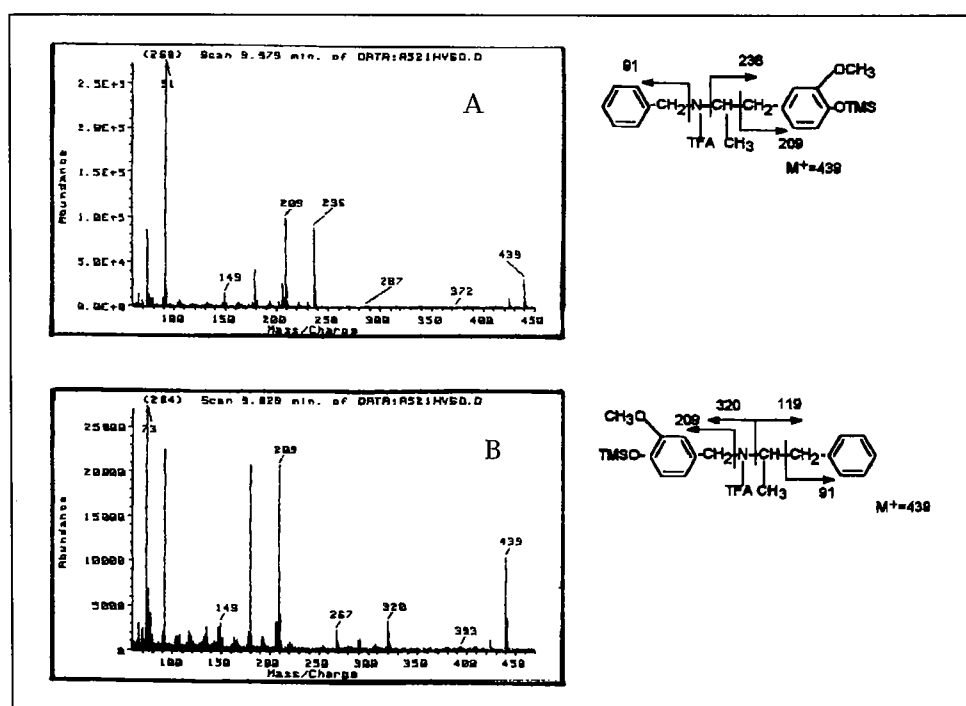 (268) Scan 9.579 min. of DATA:A521HYBO.D
A
Abundance
2.5E+5
2.0E+5
1.5E+5
1.0E+5
5.0E+4
0.0E+0
91
149
209
236
287
372
439
100 150 200 250 300 350 400 450
Mass/Charge
91
236
CH2 N CH CH2
OCH3
OTMS
TFA CH3
209
M+=439
(284) Scan 9.820 min. of DATA:A521HYBO.D
B
Abundance
25000
20000
15000
10000
5000
0
73
149
209
267
320
393
439
100 150 200 250 300 350 400 450
Mass/Charge
209
320
119
CH3O
TMSO
CH2 N CH CH2
TFA CH3
91
M+=439